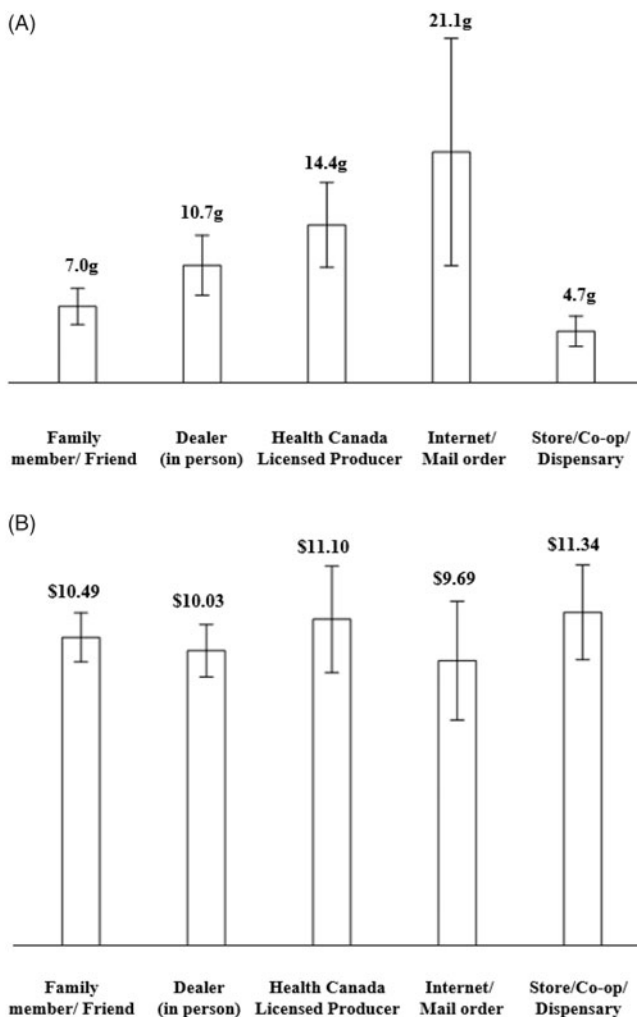 (A)
21.1g
14.4g
10.7g
7.0g
4.7g
Family Dealer Health Canada Internet/ Store/Co-op/
member/ Friend (in person) Licensed Producer Mail order Dispensary
(B)
$11.10 $11.34
$10.49 $10.03 $9.69
Family Dealer Health Canada Internet/ Store/Co-op/
member/ Friend (in person) Licensed Producer Mail order Dispensary